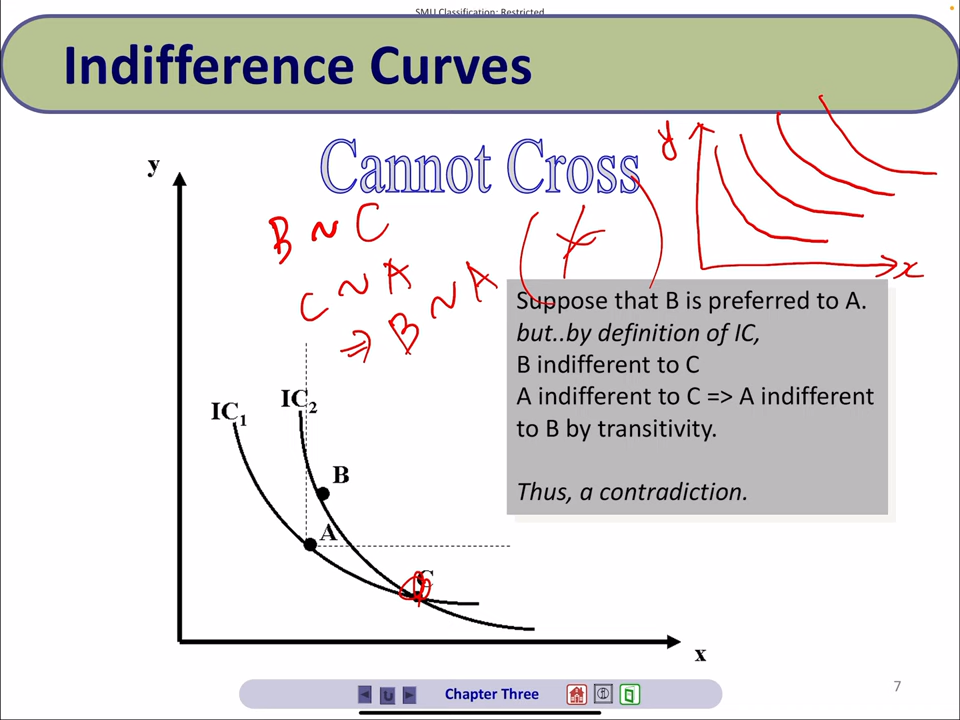 SMU Classification: Restricted
Indifference Curves
Cannot Cross
y
y
x
B ~ C
C ~ A
⇒ B ~ A
Suppose that B is preferred to A.
but..by definition of IC,
B indifferent to C
A indifferent to C => A indifferent
to B by transitivity.
Thus, a contradiction.
IC1
IC2
B
A
C
x
Chapter Three
7